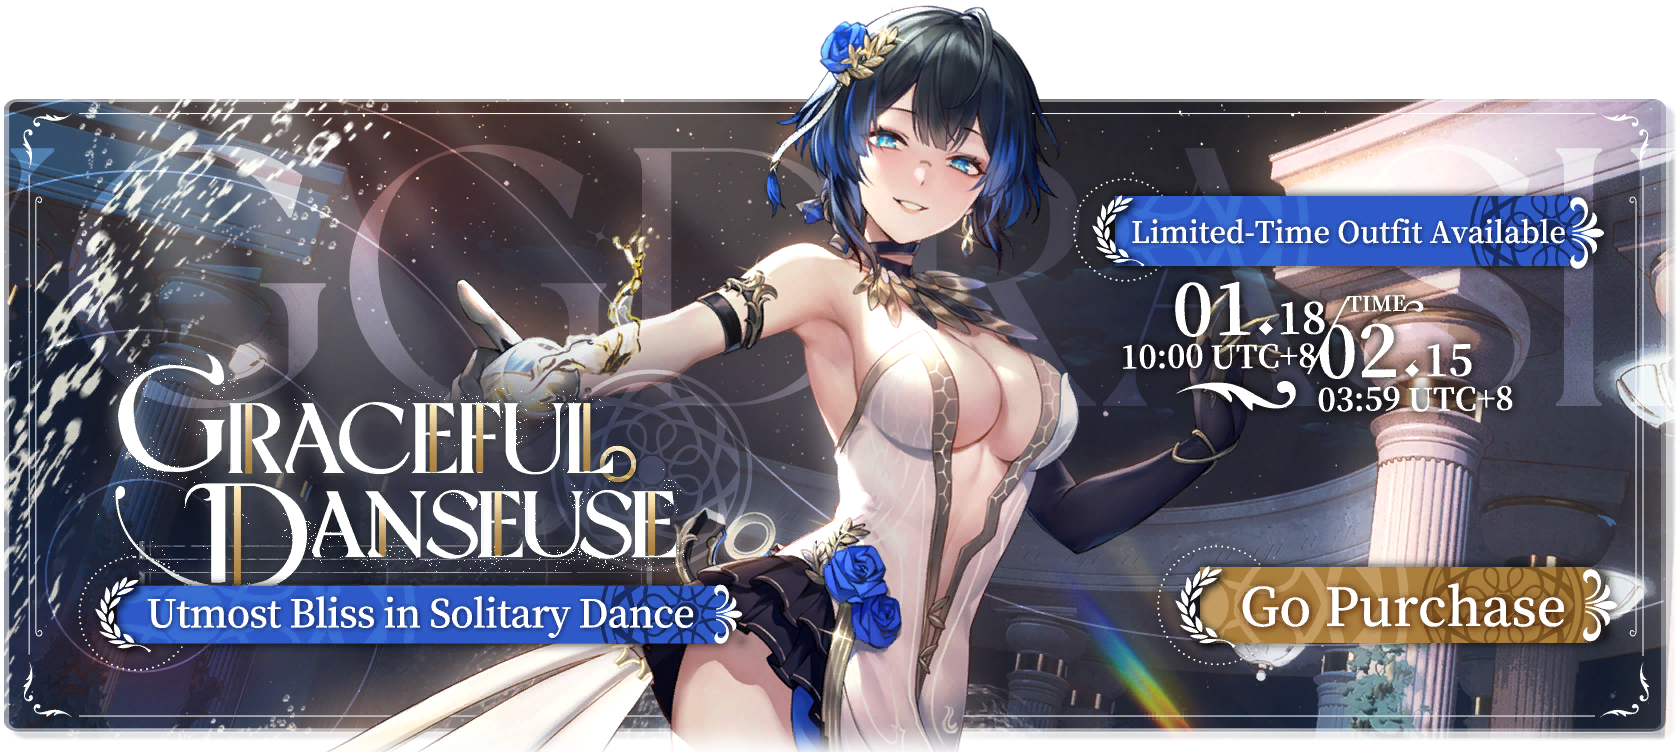 YGGDRASIL
Limited-Time Outfit Available
01.18
TIME
10:00 UTC+8
02.15
03:59 UTC+8
GRACEFUL
DANSEUSE
Utmost Bliss in Solitary Dance
Go Purchase